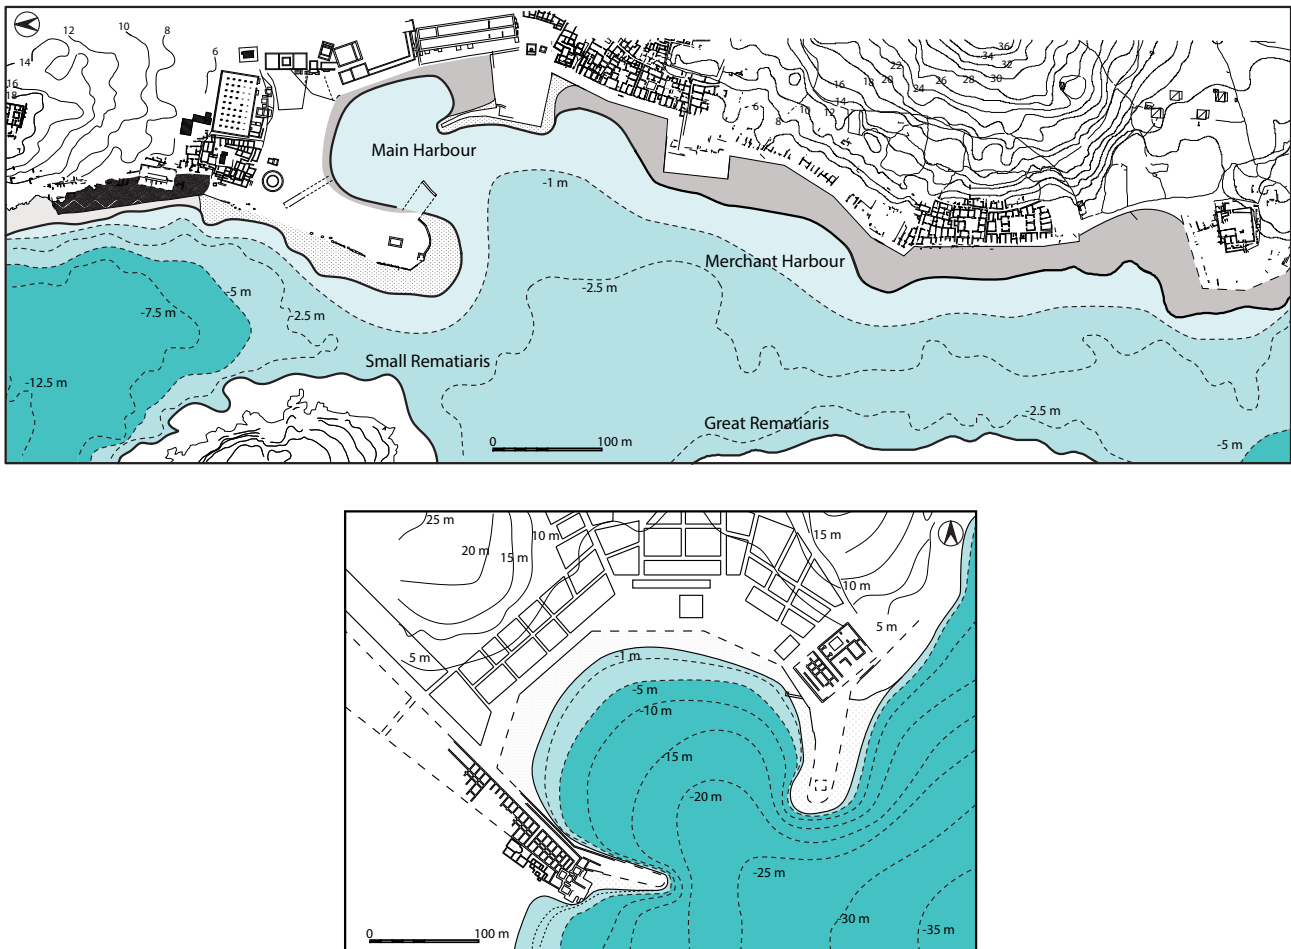 12
10
8
6
14
16
18
Main Harbour
-1 m
Merchant Harbour
-2.5 m
-5 m
-7.5 m
-2.5 m
-12.5 m
Small Rematiaris
Great Rematiaris
-2.5 m
-5 m
0 100 m
36
34
32
30
28
26
24
22
20
18
16
14
12
10
8
6
25 m
20 m
15 m
10 m
5 m
15 m
10 m
5 m
-1 m
-5 m
-10 m
-15 m
-20 m
-25 m
-30 m
-35 m
0 100 m